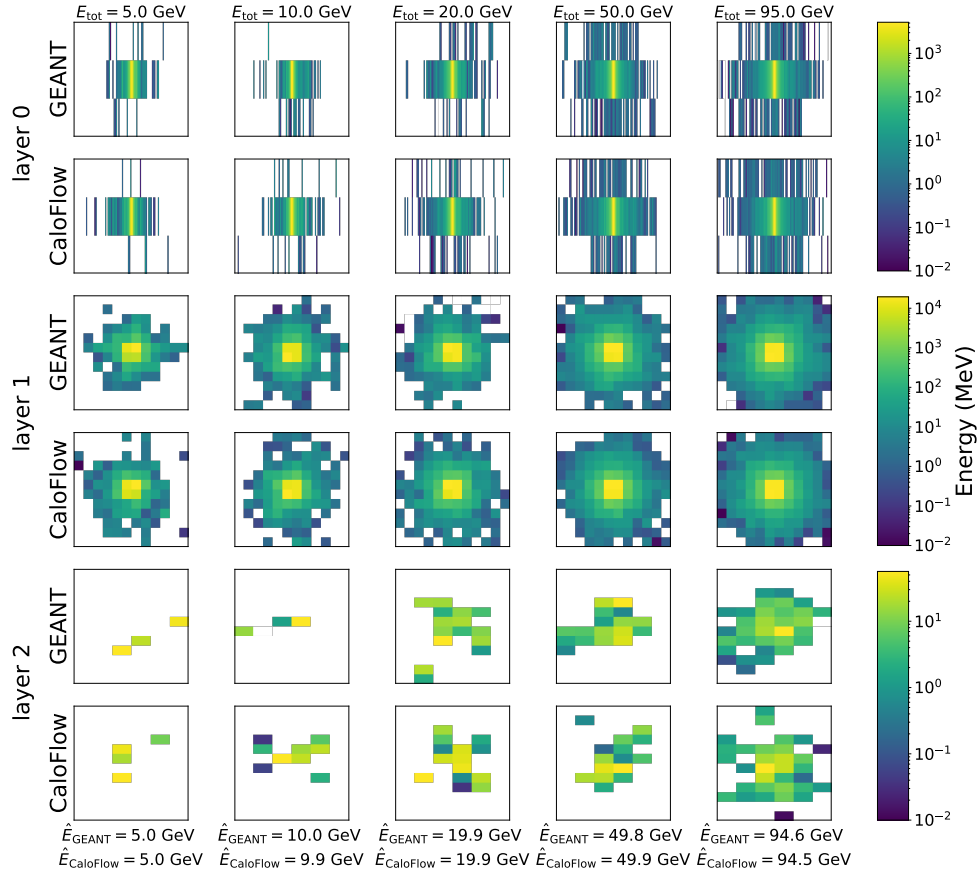 E_tot = 5.0 GeV
E_tot = 10.0 GeV
E_tot = 20.0 GeV
E_tot = 50.0 GeV
E_tot = 95.0 GeV
layer 0
GEANT
CaloFlow
10^3
10^2
10^1
10^0
10^−1
10^−2
layer 1
GEANT
CaloFlow
10^4
10^3
10^2
10^1
10^0
10^−1
10^−2
Energy (MeV)
layer 2
GEANT
CaloFlow
10^1
10^0
10^−1
10^−2
Ê_GEANT = 5.0 GeV
Ê_CaloFlow = 5.0 GeV
Ê_GEANT = 10.0 GeV
Ê_CaloFlow = 9.9 GeV
Ê_GEANT = 19.9 GeV
Ê_CaloFlow = 19.9 GeV
Ê_GEANT = 49.8 GeV
Ê_CaloFlow = 49.9 GeV
Ê_GEANT = 94.6 GeV
Ê_CaloFlow = 94.5 GeV